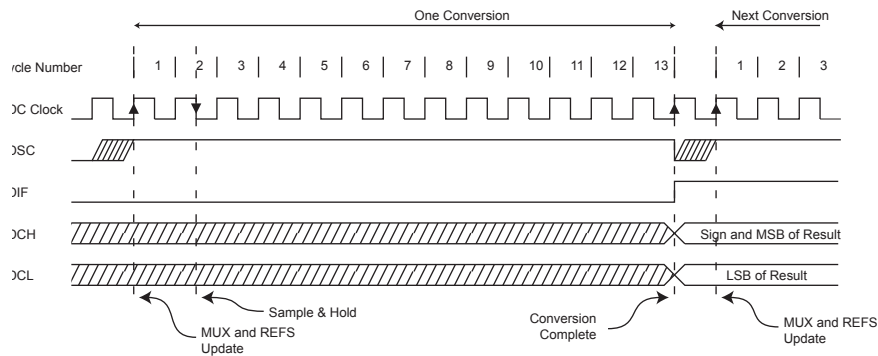 One Conversion
Next Conversion
ycle Number
1 2 3 4 5 6 7 8 9 10 11 12 13 1 2 3
DC Clock
DSC
DIF
DCH
Sign and MSB of Result
DCL
LSB of Result
Sample & Hold
MUX and REFS
Update
Conversion
Complete
MUX and REFS
Update